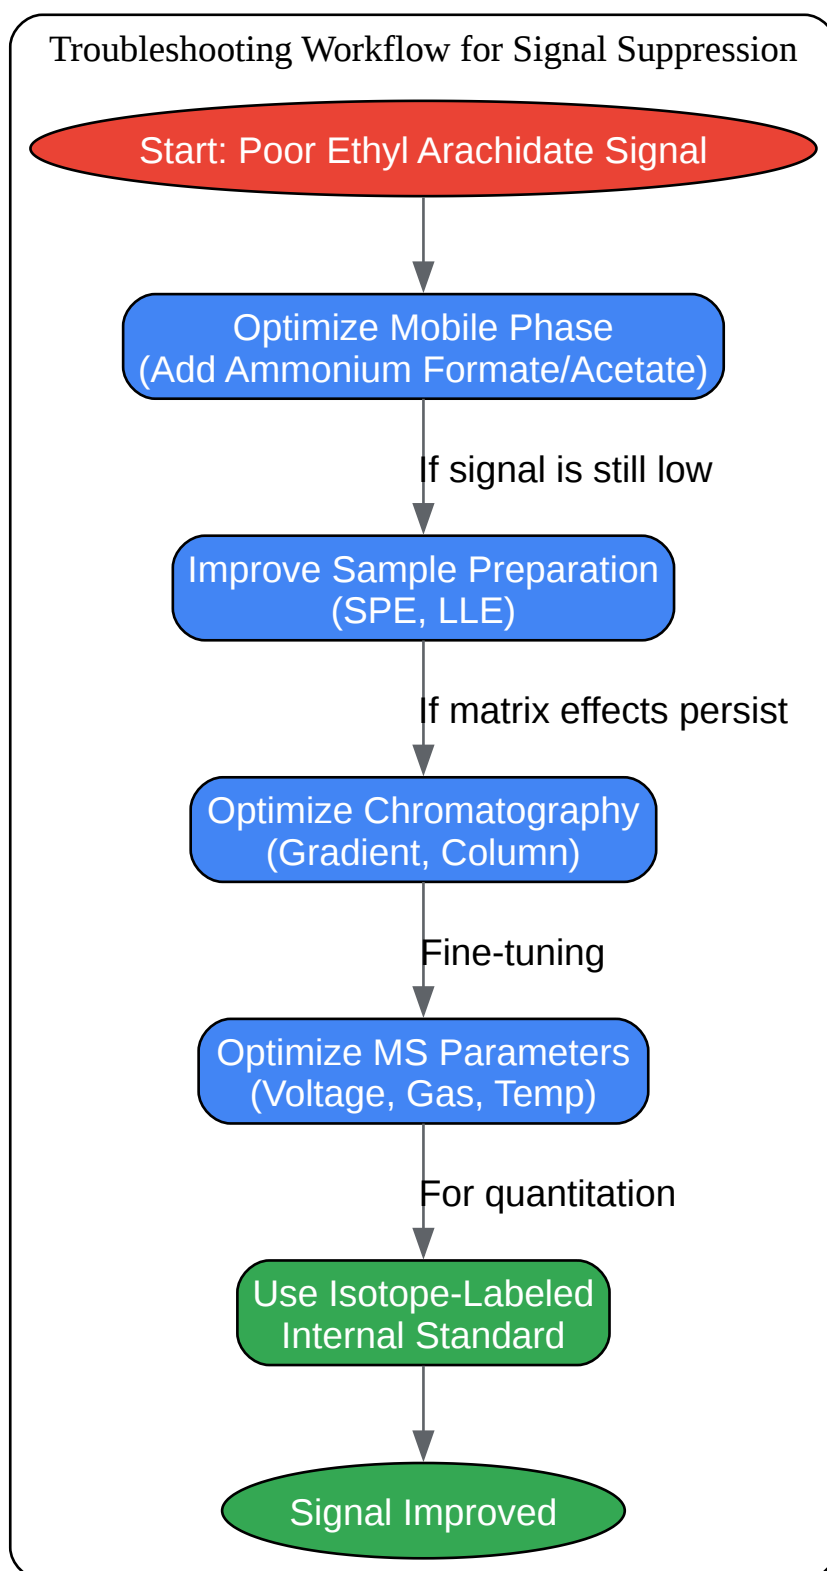 Troubleshooting Workflow for Signal Suppression
Start: Poor Ethyl Arachidate Signal
Optimize Mobile Phase
(Add Ammonium Formate/Acetate)
If signal is still low
Improve Sample Preparation
(SPE, LLE)
If matrix effects persist
Optimize Chromatography
(Gradient, Column)
Fine-tuning
Optimize MS Parameters
(Voltage, Gas, Temp)
For quantitation
Use Isotope-Labeled
Internal Standard
Signal Improved